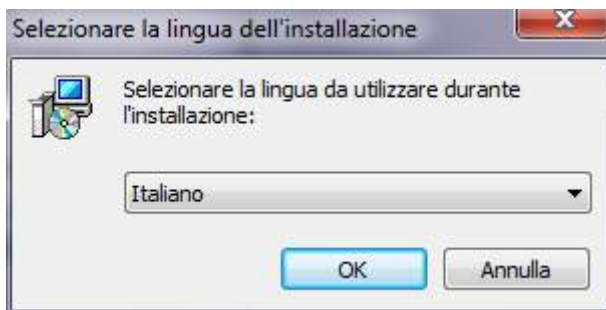 Selezionare la lingua dell'installazione
Selezionare la lingua da utilizzare durante
l'installazione:
Italiano
OK Annulla